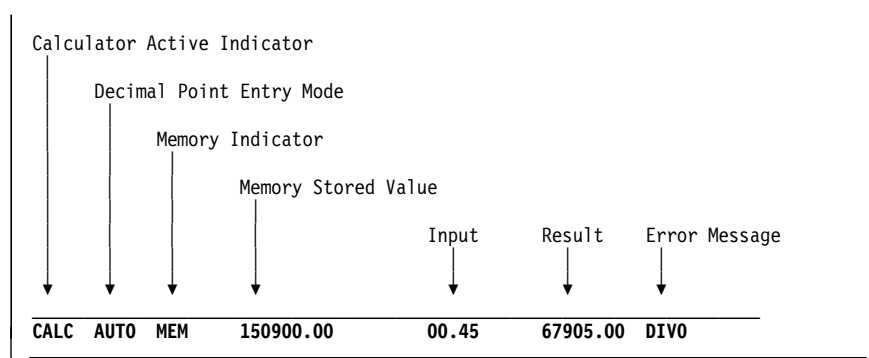 Calculator Active Indicator
Decimal Point Entry Mode
Memory Indicator
Memory Stored Value
Input Result Error Message
CALC AUTO MEM 150900.00 00.45 67905.00 DIV0